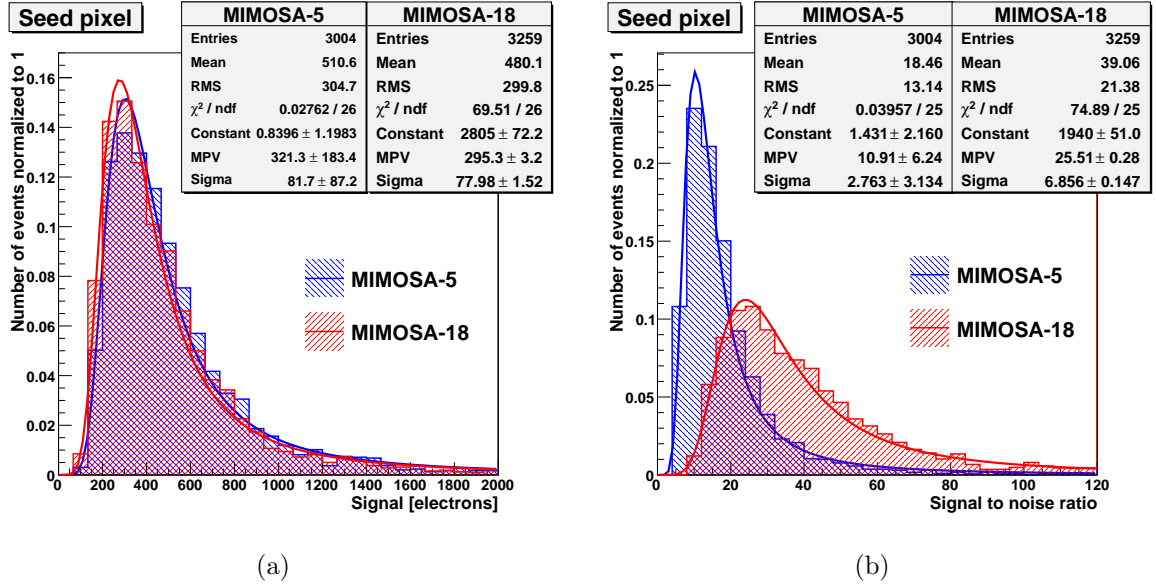 Seed pixel
MIMOSA-5
Entries 3004
Mean 510.6
RMS 304.7
χ² / ndf 0.02762 / 26
Constant 0.8396 ± 1.1983
MPV 321.3 ± 183.4
Sigma 81.7 ± 87.2
MIMOSA-18
Entries 3259
Mean 480.1
RMS 299.8
χ² / ndf 69.51 / 26
Constant 2805 ± 72.2
MPV 295.3 ± 3.2
Sigma 77.98 ± 1.52
Number of events normalized to 1
0.16
0.14
0.12
0.1
0.08
0.06
0.04
0.02
0
MIMOSA-5
MIMOSA-18
0 200 400 600 800 1000 1200 1400 1600 1800 2000
Signal [electrons]
(a)
Seed pixel
MIMOSA-5
Entries 3004
Mean 18.46
RMS 13.14
χ² / ndf 0.03957 / 25
Constant 1.431 ± 2.160
MPV 10.91 ± 6.24
Sigma 2.763 ± 3.134
MIMOSA-18
Entries 3259
Mean 39.06
RMS 21.38
χ² / ndf 74.89 / 25
Constant 1940 ± 51.0
MPV 25.51 ± 0.28
Sigma 6.856 ± 0.147
Number of events normalized to 1
0.25
0.2
0.15
0.1
0.05
0
MIMOSA-5
MIMOSA-18
0 20 40 60 80 100 120
Signal to noise ratio
(b)